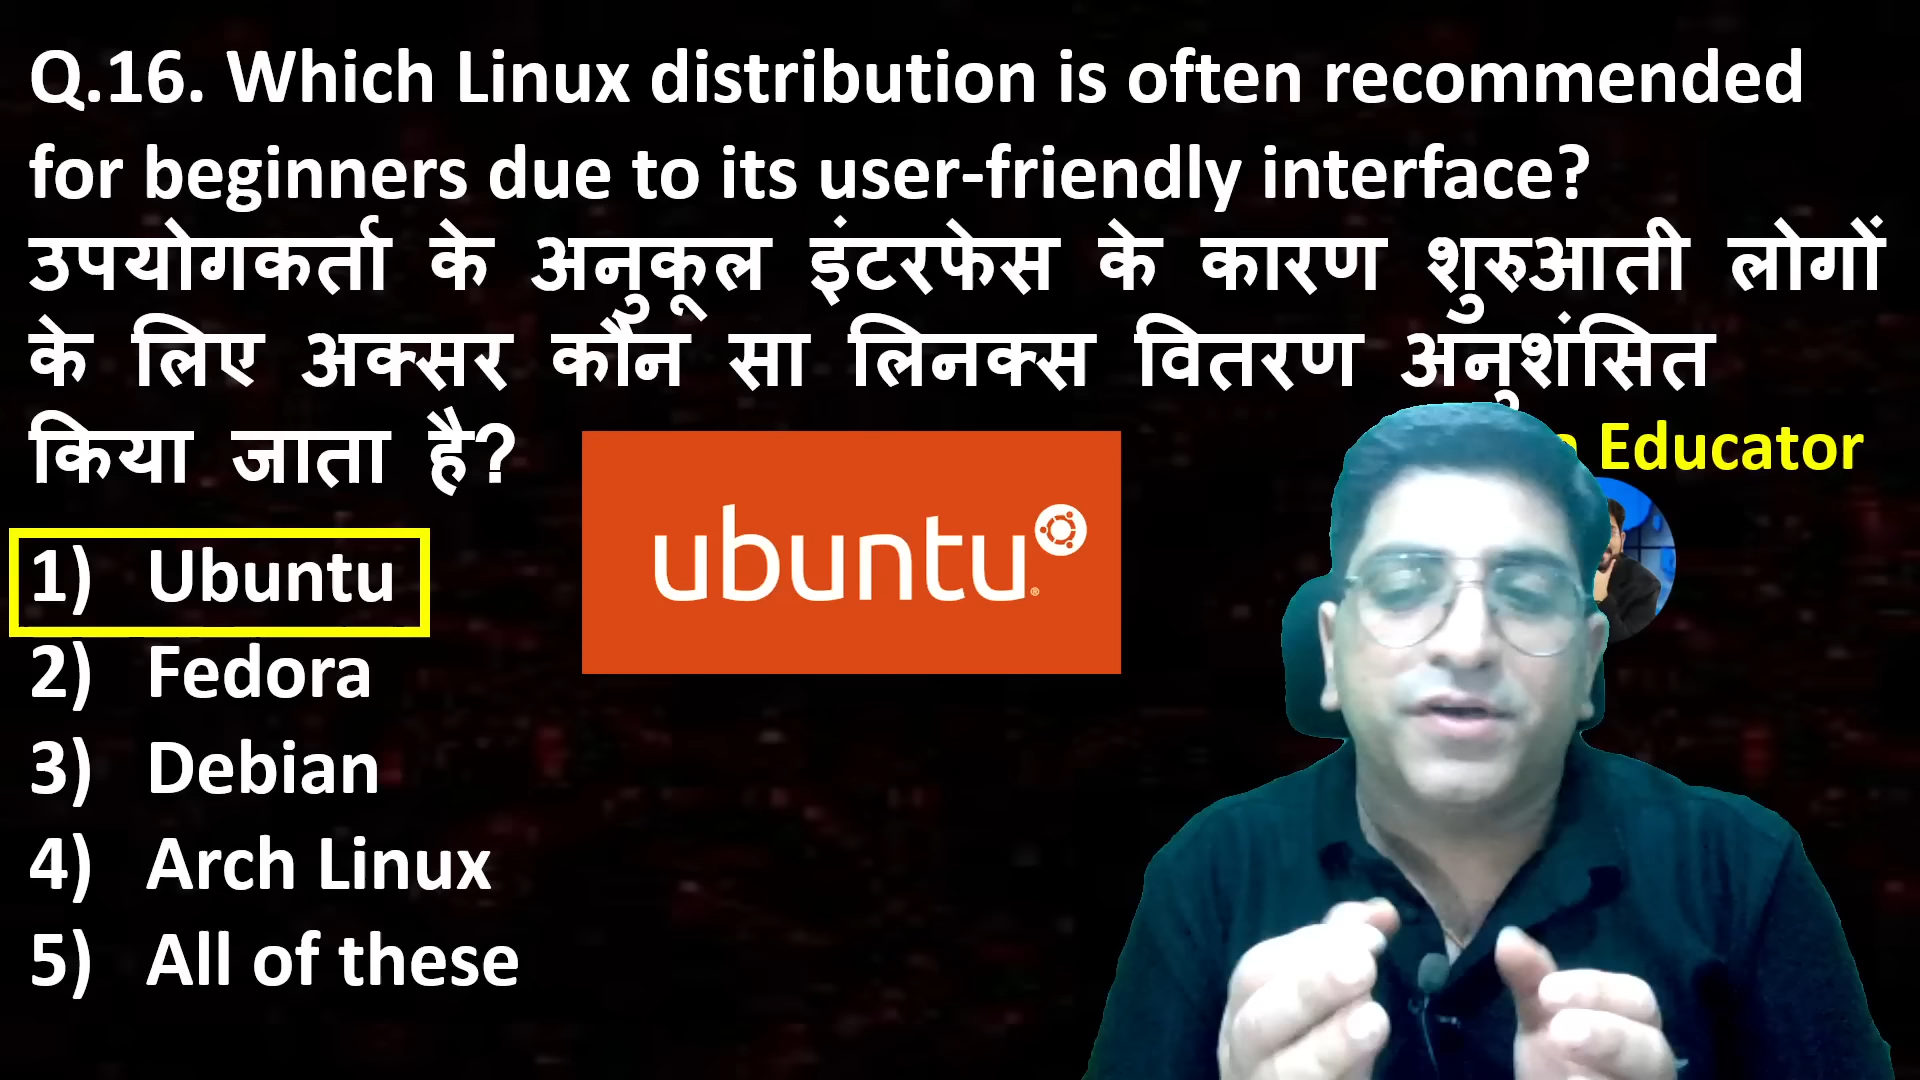 Q.16. Which Linux distribution is often recommended
for beginners due to its user-friendly interface?
उपयोगकर्ता के अनुकूल इंटरफेस के कारण शुरुआती लोगों
के लिए अक्सर कौन सा लिनक्स वितरण अनुशंसित
किया जाता है?
Educator
ubuntu®
1) Ubuntu
2) Fedora
3) Debian
4) Arch Linux
5) All of these